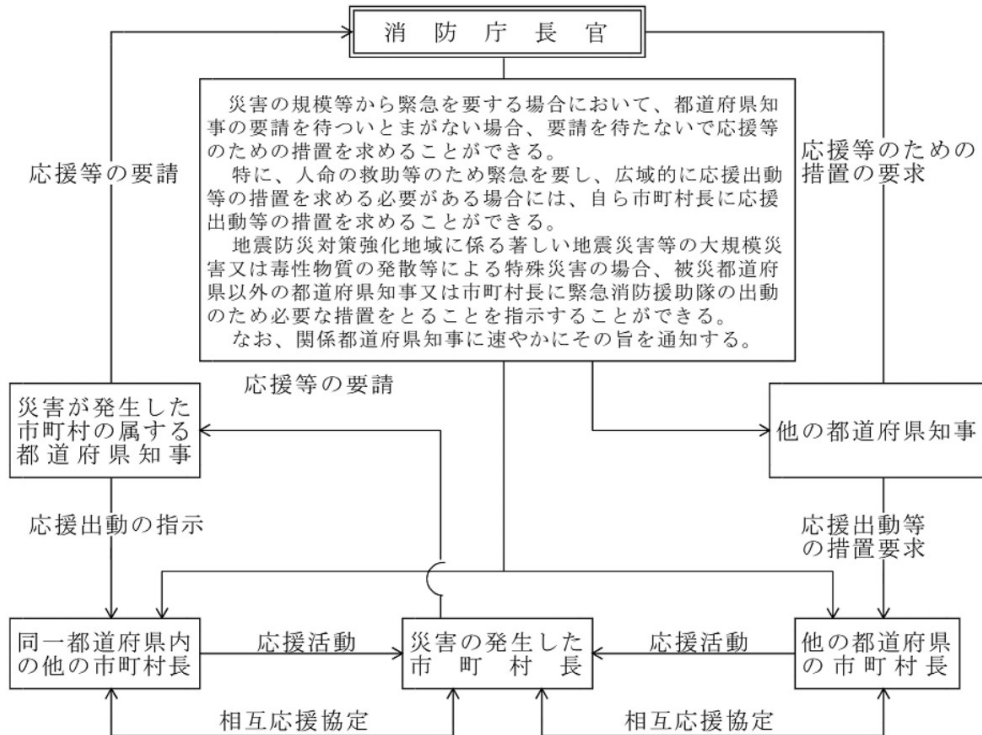 消防庁長官
災害の規模等から緊急を要する場合において、都道府県知
事の要請を待ついとまがない場合、要請を待たないで応援等
のための措置を求めることができる。
特に、人命の救助等のため緊急を要し、広域的に応援出動
等の措置を求める必要がある場合には、自ら市町村長に応援
出動等の措置を求めることができる。
地震防災対策強化地域に係る著しい地震災害等の大規模災
害又は毒性物質の発散等による特殊災害の場合、被災都道府
県以外の都道府県知事又は市町村長に緊急消防援助隊の出動
のため必要な措置をとることを指示することができる。
なお、関係都道府県知事に速やかにその旨を通知する。
応援等の要請
応援等のための
措置の要求
応援等の要請
災害が発生した
市町村の属する
都道府県知事
他の都道府県知事
応援出動の指示
応援出動等
の措置要求
同一都道府県内
の他の市町村長
応援活動
災害の発生した
市町村長
応援活動
他の都道府県
の市町村長
相互応援協定
相互応援協定